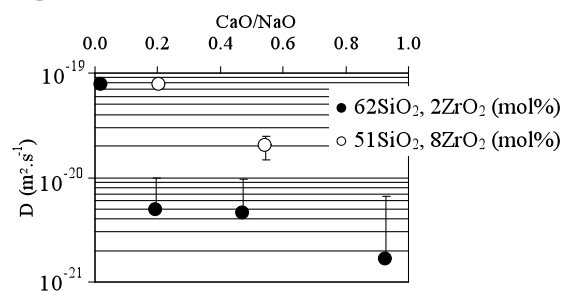 CaO/NaO
0.0 0.2 0.4 0.6 0.8 1.0
10⁻¹⁹
● 62SiO₂, 2ZrO₂ (mol%)
○ 51SiO₂, 8ZrO₂ (mol%)
D (m².s⁻¹)
10⁻²⁰
10⁻²¹